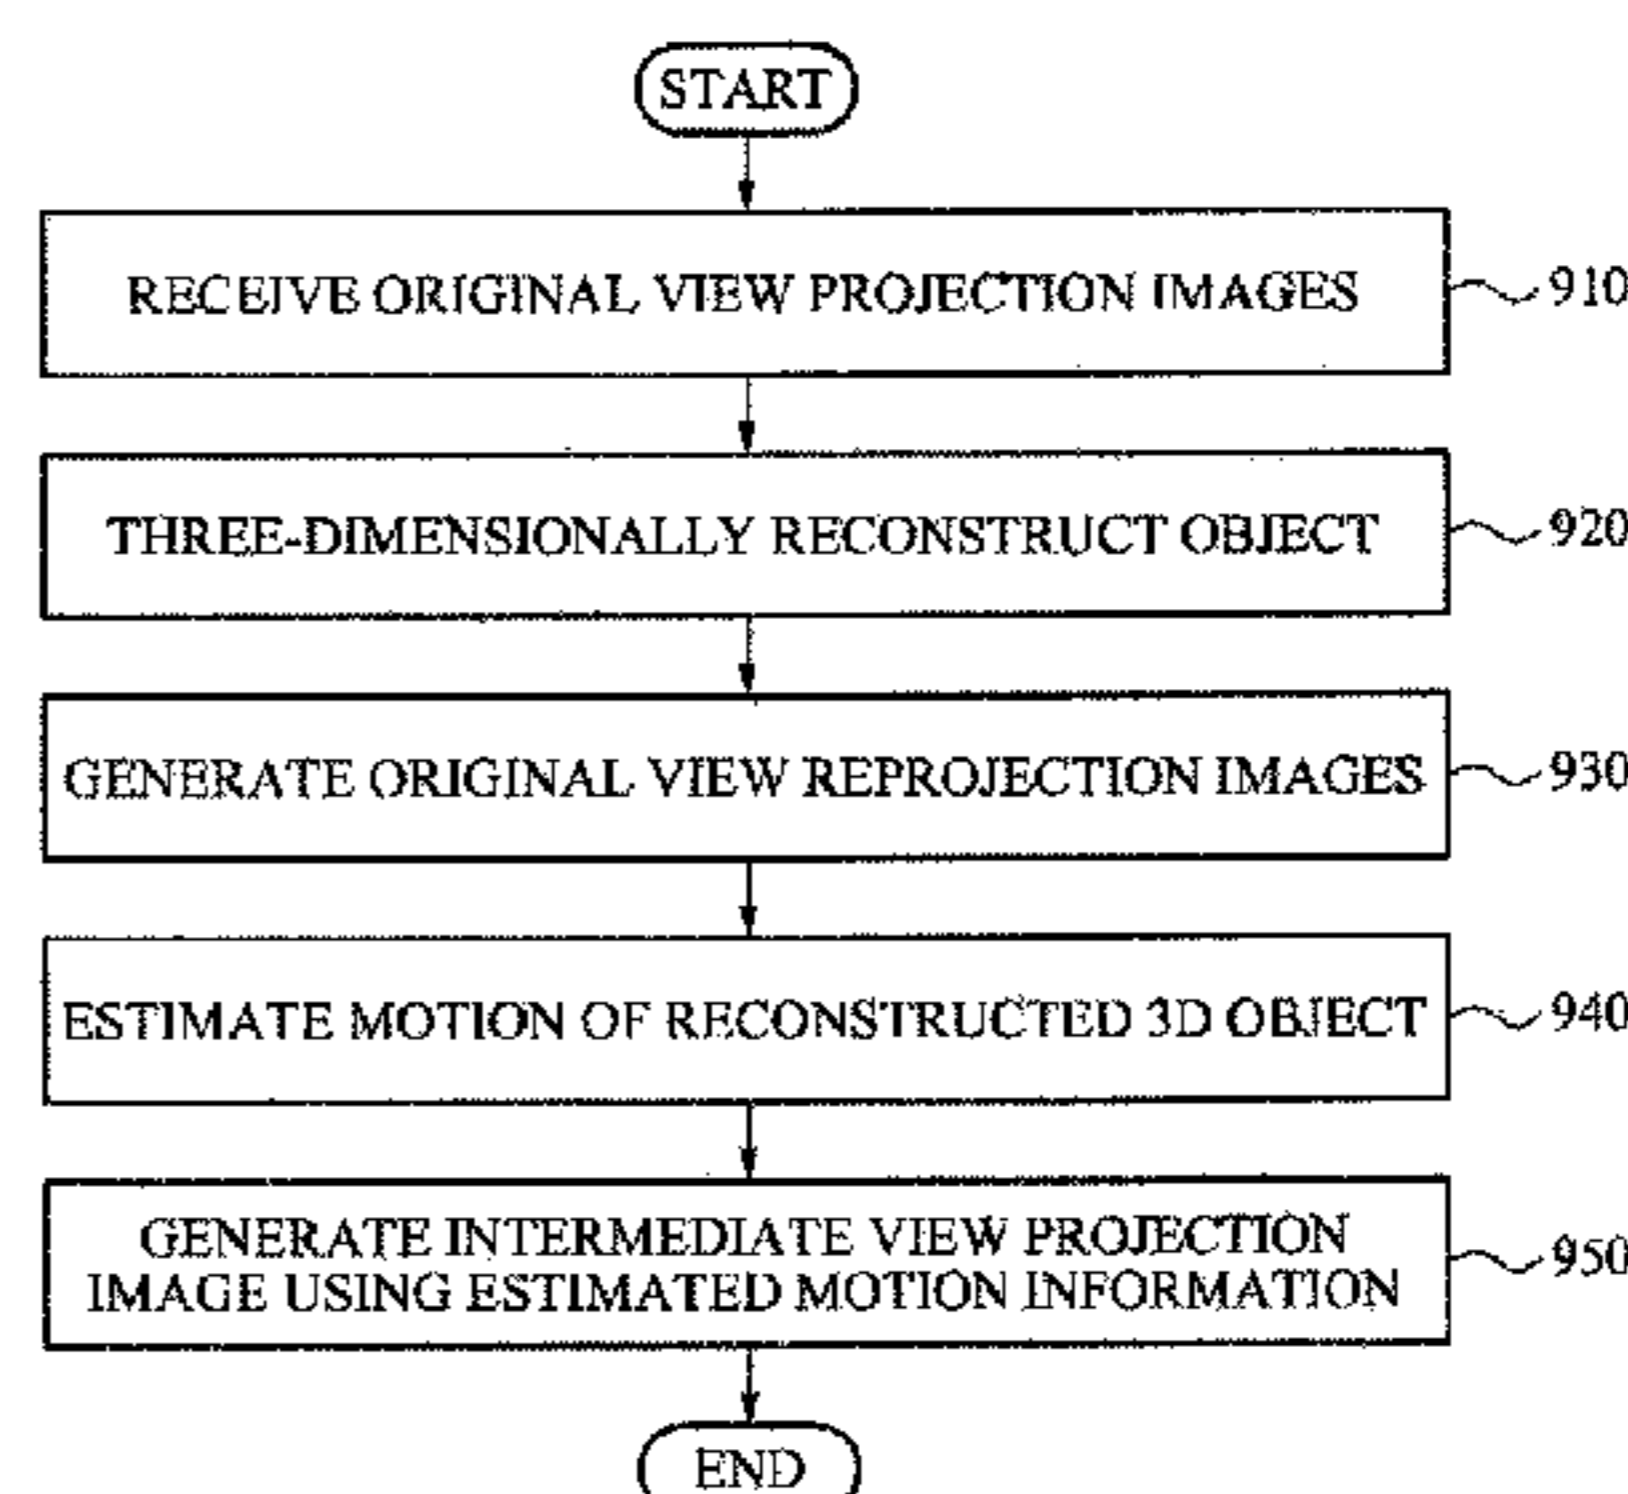 START
RECEIVE ORIGINAL VIEW PROJECTION IMAGES
910
THREE-DIMENSIONALLY RECONSTRUCT OBJECT
920
GENERATE ORIGINAL VIEW REPROJECTION IMAGES
930
ESTIMATE MOTION OF RECONSTRUCTED 3D OBJECT
940
GENERATE INTERMEDIATE VIEW PROJECTION
IMAGE USING ESTIMATED MOTION INFORMATION
950
END